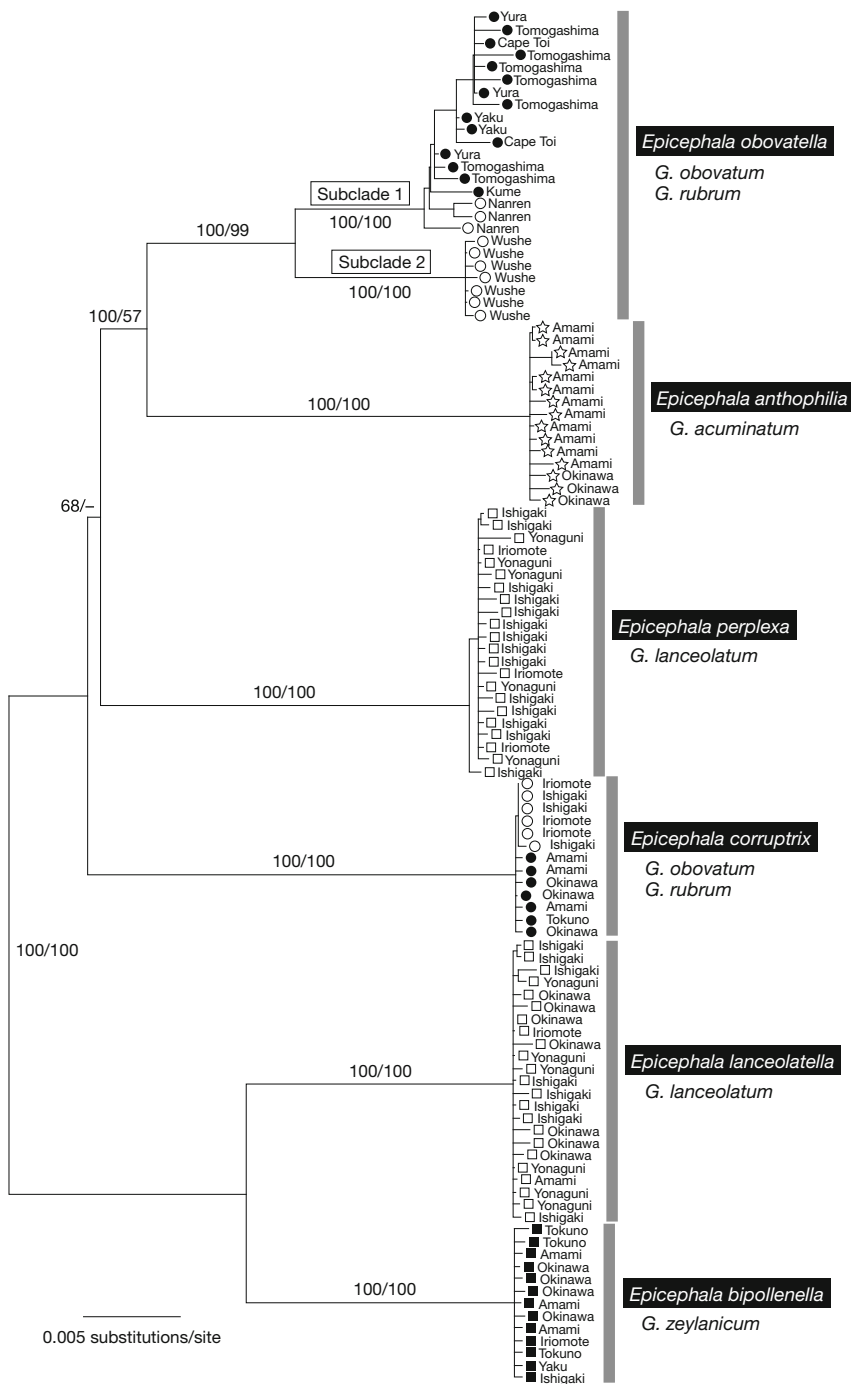 Yura
Tomogashima
Cape Toi
Tomogashima
Tomogashima
Tomogashima
Yura
Tomogashima
Yaku
Yaku
Cape Toi
Yura
Tomogashima
Tomogashima
Kume
Nanren
Nanren
Nanren
Wushe
Wushe
Wushe
Wushe
Wushe
Wushe
Wushe
Subclade 1
100/100
100/99
Subclade 2
100/100
Epicephala obovatella
G. obovatum
G. rubrum
100/57
Amami
Amami
Amami
Amami
Amami
Amami
Amami
Amami
Amami
Amami
Amami
Amami
Okinawa
Okinawa
Okinawa
100/100
Epicephala anthophilia
G. acuminatum
68/–
Ishigaki
Ishigaki
Yonaguni
Iriomote
Yonaguni
Yonaguni
Ishigaki
Ishigaki
Ishigaki
Ishigaki
Ishigaki
Ishigaki
Ishigaki
Iriomote
Yonaguni
Ishigaki
Ishigaki
Ishigaki
Ishigaki
Iriomote
Yonaguni
Ishigaki
100/100
Epicephala perplexa
G. lanceolatum
Iriomote
Ishigaki
Ishigaki
Iriomote
Iriomote
Ishigaki
Amami
Amami
Okinawa
Okinawa
Amami
Tokuno
Okinawa
100/100
Epicephala corruptrix
G. obovatum
G. rubrum
100/100
Ishigaki
Ishigaki
Ishigaki
Yonaguni
Okinawa
Okinawa
Okinawa
Iriomote
Okinawa
Yonaguni
Yonaguni
Ishigaki
Ishigaki
Ishigaki
Ishigaki
Okinawa
Okinawa
Okinawa
Yonaguni
Amami
Yonaguni
Yonaguni
Ishigaki
100/100
Epicephala lanceolatella
G. lanceolatum
Tokuno
Tokuno
Amami
Okinawa
Okinawa
Okinawa
Amami
Okinawa
Amami
Iriomote
Tokuno
Yaku
Ishigaki
100/100
Epicephala bipollenella
G. zeylanicum
0.005 substitutions/site